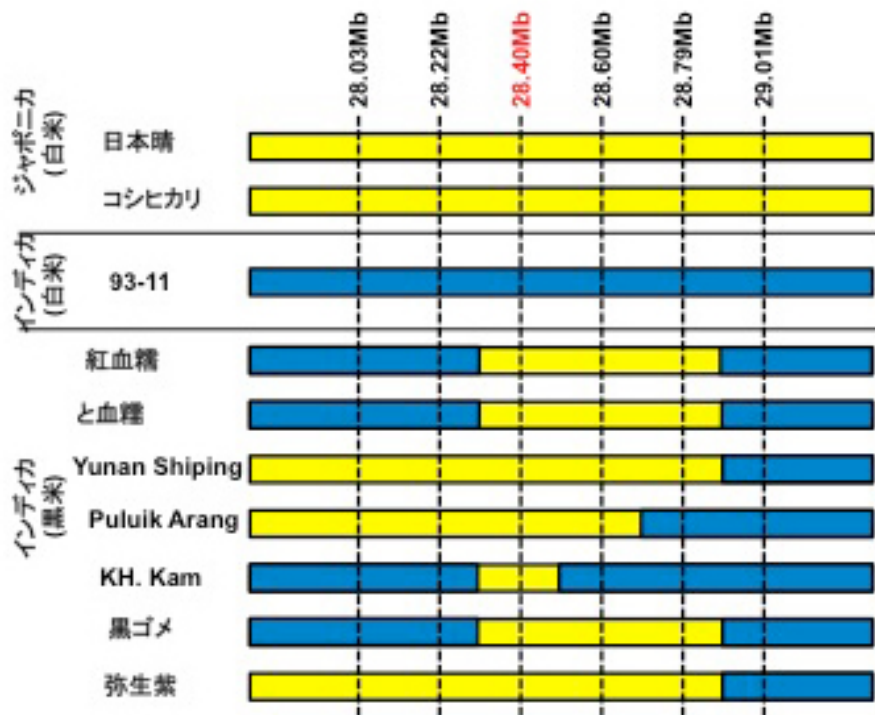 28.03Mb
28.22Mb
28.40Mb
28.60Mb
28.79Mb
29.01Mb
ジャポニカ
(白米)
日本晴
コシヒカリ
インディカ
(白米)
93-11
インディカ
(黒米)
紅血糯
と血糯
Yunan Shiping
Puluik Arang
KH. Kam
黒ゴメ
弥生紫